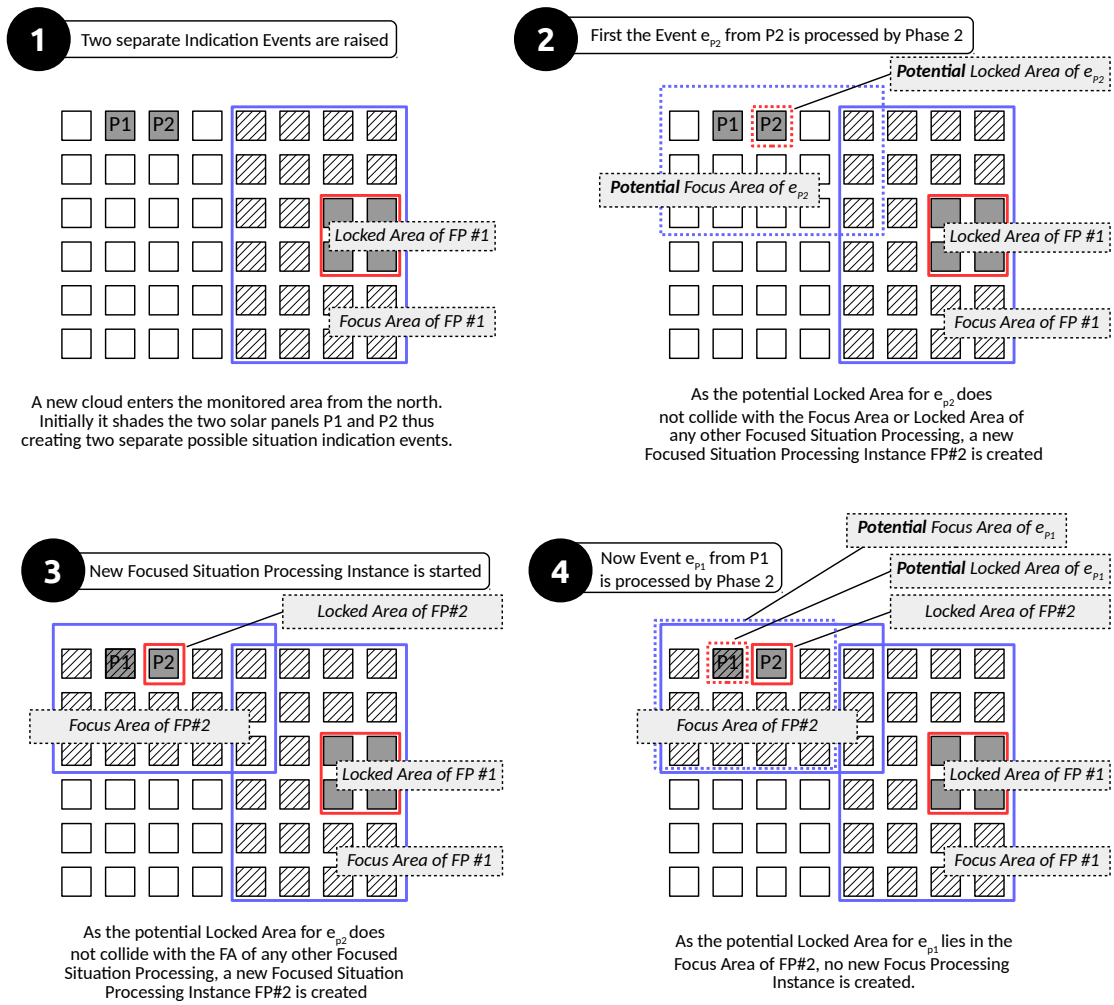 1
Two separate Indication Events are raised
P1 P2
Locked Area of FP #1
Focus Area of FP #1
A new cloud enters the monitored area from the north.
Initially it shades the two solar panels P1 and P2 thus
creating two separate possible situation indication events.
2
First the Event eP2 from P2 is processed by Phase 2
Potential Locked Area of eP2
P1 P2
Potential Focus Area of eP2
Locked Area of FP #1
Focus Area of FP #1
As the potential Locked Area for ep2 does
not collide with the Focus Area or Locked Area of
any other Focused Situation Processing, a new
Focused Situation Processing Instance FP#2 is created
3
New Focused Situation Processing Instance is started
Locked Area of FP#2
P1 P2
Focus Area of FP#2
Locked Area of FP #1
Focus Area of FP #1
As the potential Locked Area for ep2 does
not collide with the FA of any other Focused
Situation Processing, a new Focused Situation
Processing Instance FP#2 is created
4
Now Event eP1 from P1
is processed by Phase 2
Potential Focus Area of eP1
Potential Locked Area of eP1
Locked Area of FP#2
P1 P2
Focus Area of FP#2
Locked Area of FP #1
Focus Area of FP #1
As the potential Locked Area for ep1 lies in the
Focus Area of FP#2, no new Focus Processing
Instance is created.